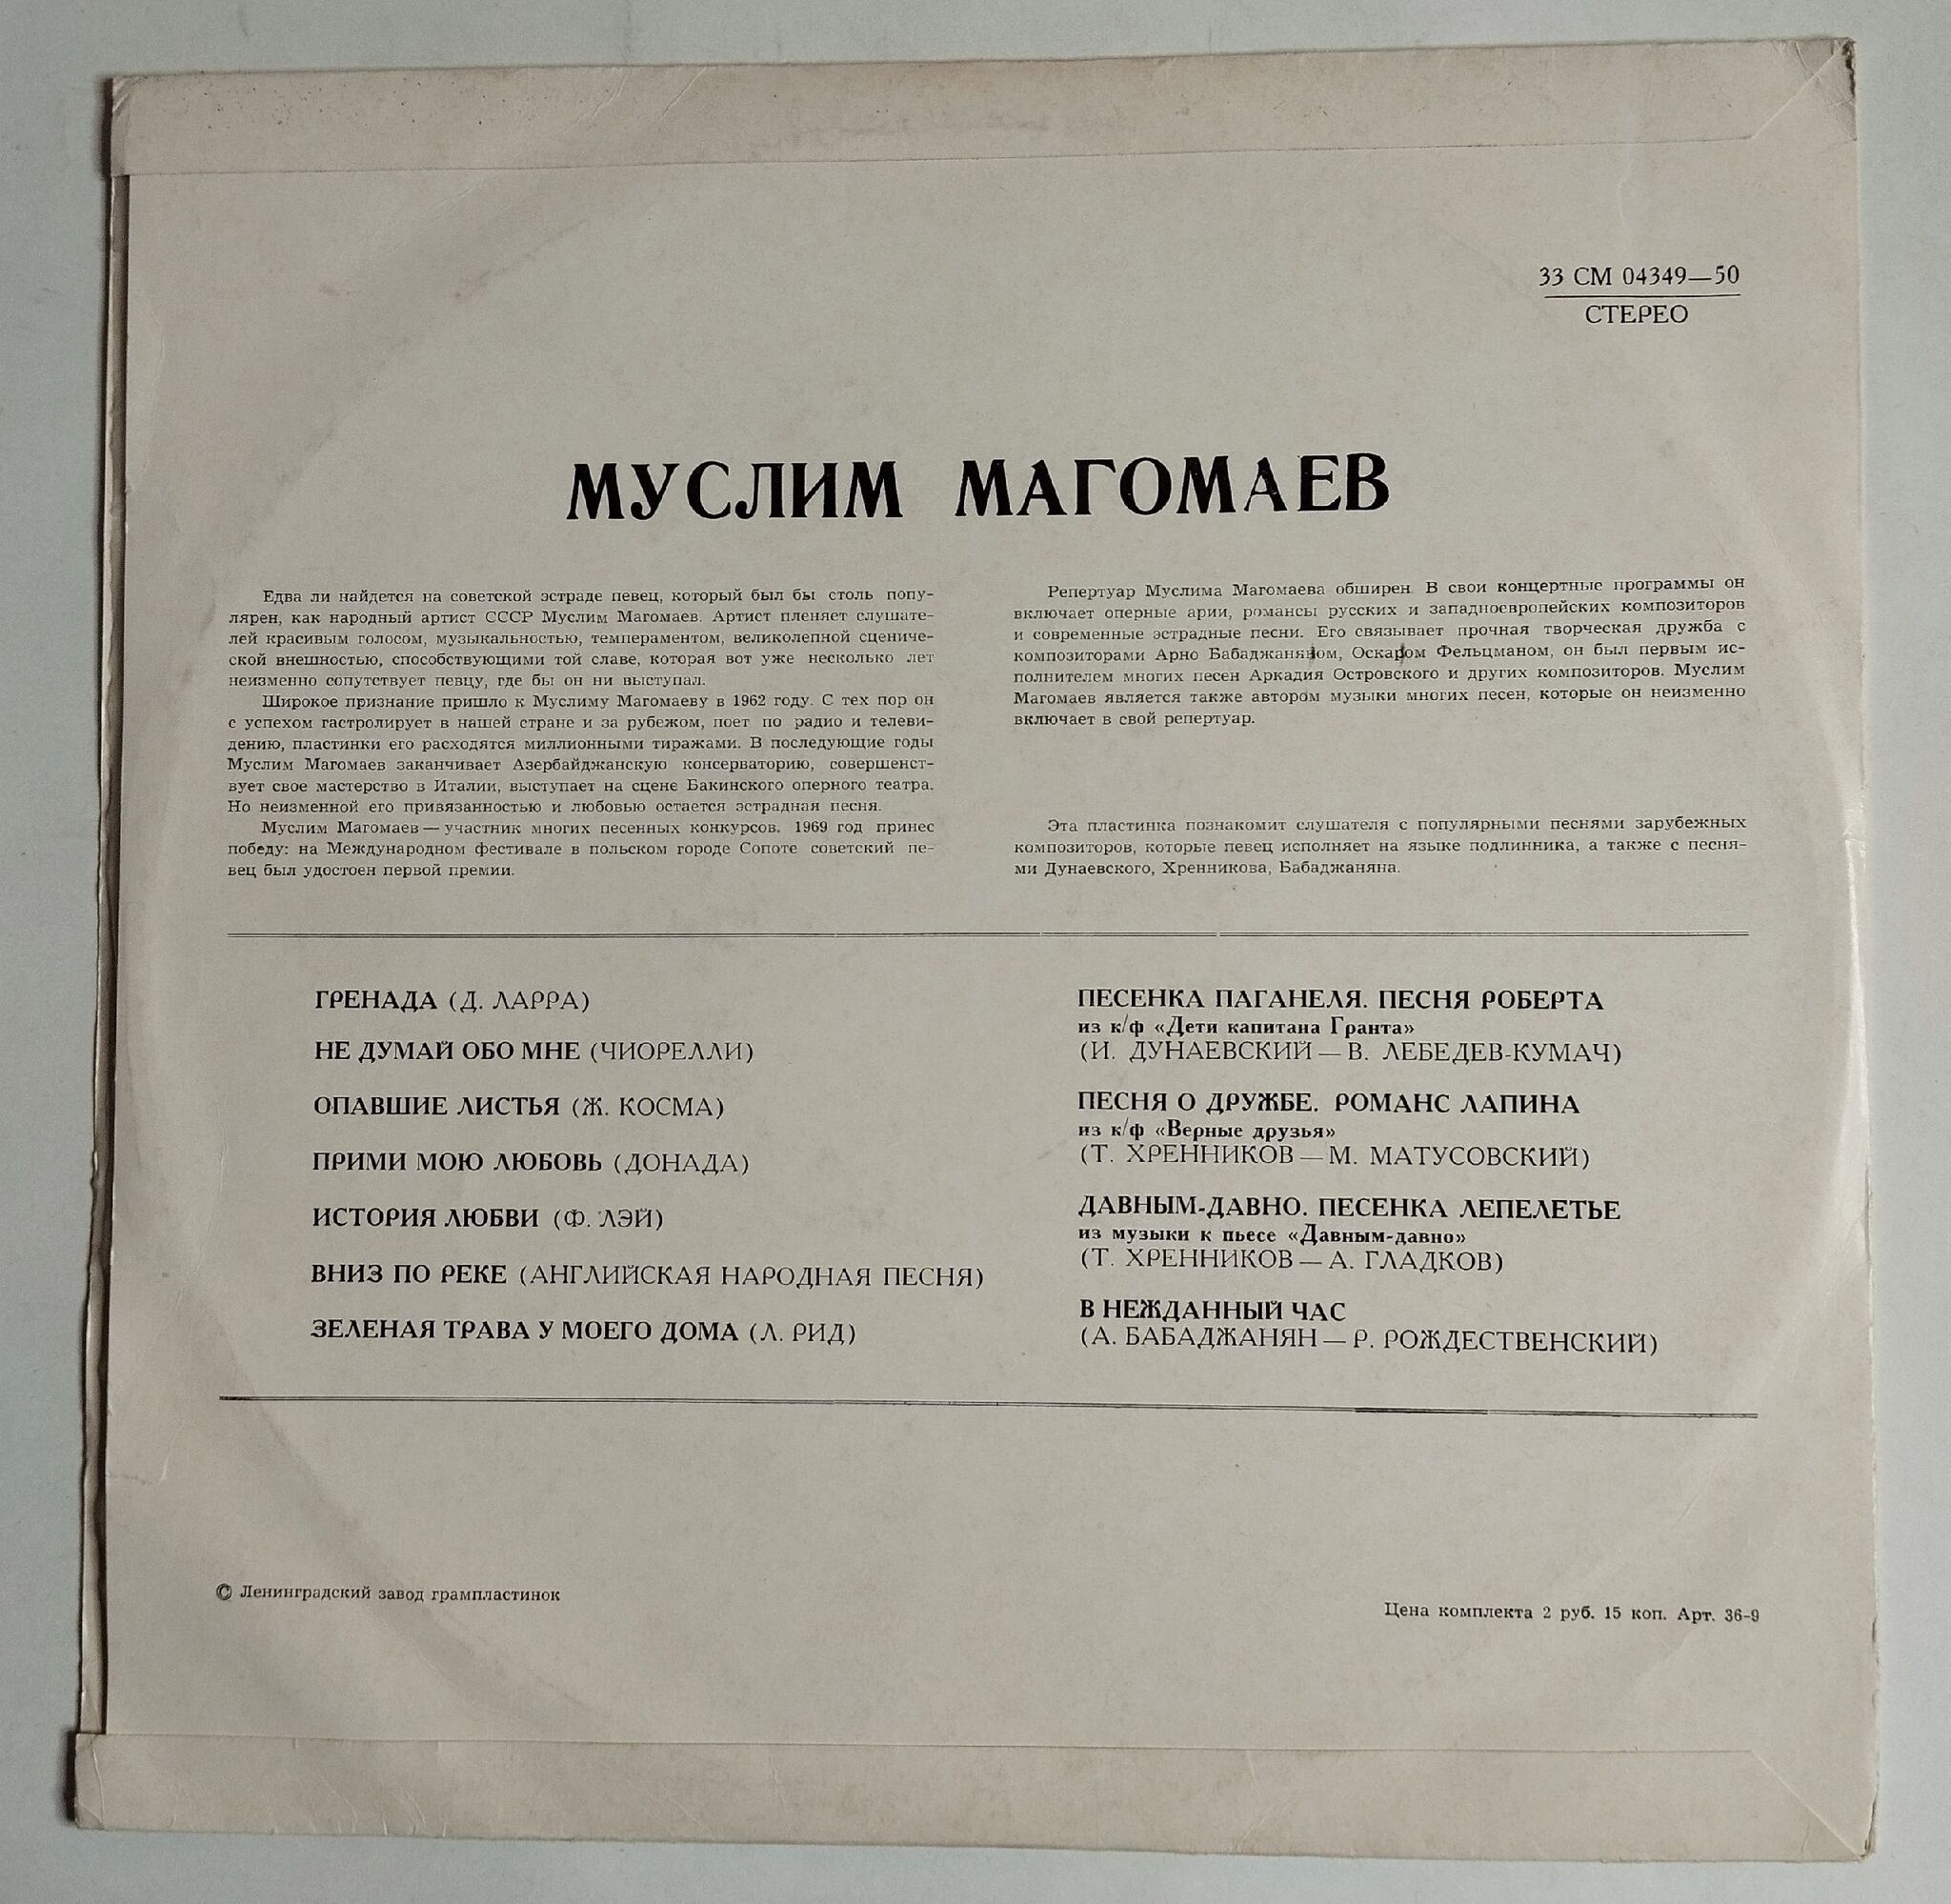 33 СМ 04349—50
СТЕРЕО
МУСЛИМ МАГОМАЕВ
Едва ли найдется на советской эстраде певец, который был бы столь попу-
лярен, как народный артист СССР Муслим Магомаев. Артист пленяет слушате-
лей красивым голосом, музыкальностью, темпераментом, великолепной сцениче-
ской внешностью, способствующими той славе, которая вот уже несколько лет
неизменно сопутствует певцу, где бы он ни выступал.
Широкое признание пришло к Муслиму Магомаеву в 1962 году. С тех пор он
с успехом гастролирует в нашей стране и за рубежом, поет по радио и телеви-
дению, пластинки его расходятся миллионными тиражами. В последующие годы
Муслим Магомаев заканчивает Азербайджанскую консерваторию, совершенст-
вует свое мастерство в Италии, выступает на сцене Бакинского оперного театра.
Но неизменной его привязанностью и любовью остается эстрадная песня.
Муслим Магомаев — участник многих песенных конкурсов. 1969 год принес
победу: на Международном фестивале в польском городе Сопоте советский пе-
вец был удостоен первой премии.
Репертуар Муслима Магомаева обширен. В свои концертные программы он
включает оперные арии, романсы русских и западноевропейских композиторов
и современные эстрадные песни. Его связывает прочная творческая дружба с
композиторами Арно Бабаджаняном, Оскаром Фельцманом, он был первым ис-
полнителем многих песен Аркадия Островского и других композиторов. Муслим
Магомаев является также автором музыки многих песен, которые он неизменно
включает в свой репертуар.
Эта пластинка познакомит слушателя с популярными песнями зарубежных
композиторов, которые певец исполняет на языке подлинника, а также с песня-
ми Дунаевского, Хренникова, Бабаджаняна.
ГРЕНАДА (Д. ЛАРРА)
НЕ ДУМАЙ ОБО МНЕ (ЧИОРЕЛЛИ)
ОПАВШИЕ ЛИСТЬЯ (Ж. КОСМА)
ПРИМИ МОЮ ЛЮБОВЬ (ДОНАДА)
ИСТОРИЯ ЛЮБВИ (Ф. ЛЭЙ)
ВНИЗ ПО РЕКЕ (АНГЛИЙСКАЯ НАРОДНАЯ ПЕСНЯ)
ЗЕЛЕНАЯ ТРАВА У МОЕГО ДОМА (Л. РИД)
ПЕСЕНКА ПАГАНЕЛЯ. ПЕСНЯ РОБЕРТА
из к/ф «Дети капитана Гранта»
(И. ДУНАЕВСКИЙ — В. ЛЕБЕДЕВ-КУМАЧ)
ПЕСНЯ О ДРУЖБЕ. РОМАНС ЛАПИНА
из к/ф «Верные друзья»
(Т. ХРЕННИКОВ — М. МАТУСОВСКИЙ)
ДАВНЫМ-ДАВНО. ПЕСЕНКА ЛЕПЕЛЕТЬЕ
из музыки к пьесе «Давным-давно»
(Т. ХРЕННИКОВ — А. ГЛАДКОВ)
В НЕЖДАННЫЙ ЧАС
(А. БАБАДЖАНЯН — Р. РОЖДЕСТВЕНСКИЙ)
© Ленинградский завод грампластинок
Цена комплекта 2 руб. 15 коп. Арт. 36-9